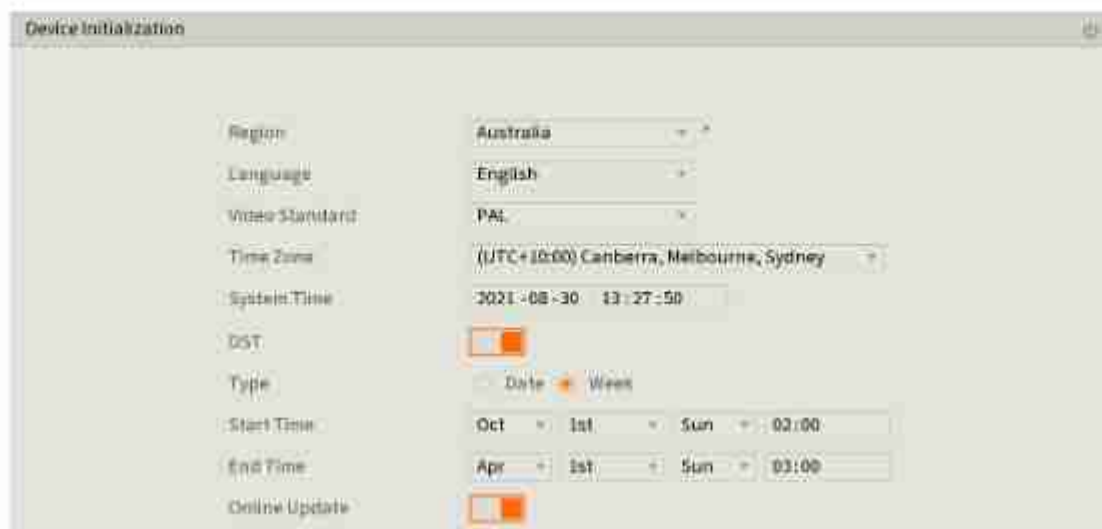 Device Initialization
Region Australia *
Language English
Video Standard PAL
Time Zone (UTC+10:00) Canberra, Melbourne, Sydney
System Time 2021 -08 -30 13 : 27 : 50
DST
Type Date Week
Start Time Oct 1st Sun 02:00
End Time Apr 1st Sun 03:00
Online Update